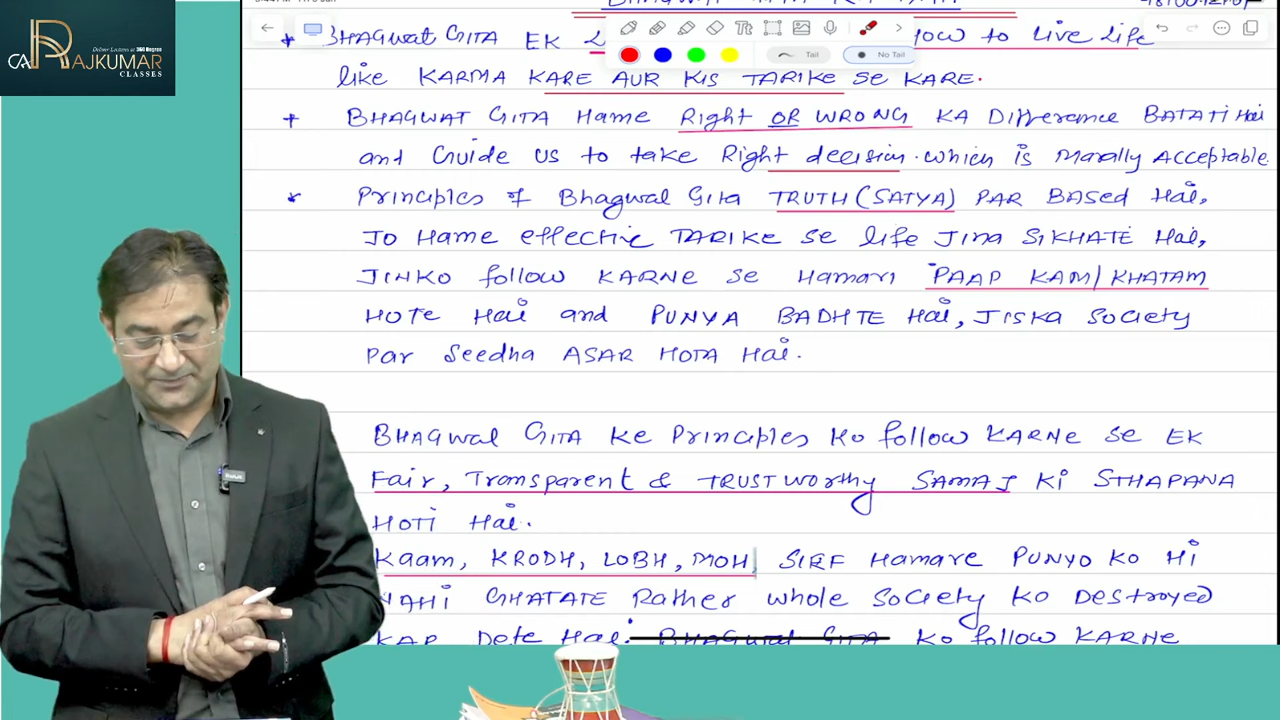 Deliver Lectures at 360 Degree
CA RAJKUMAR
CLASSES
Tail
No Tail
BHAGWAT GITA EK HOW to Live Life
like KARMA KARE AUR KIS TARIKE SE KARE.
BHAGWAT GITA Hame Right OR WRONG KA Difference BATATI Hai
and Guide us to take Right decision. which is Morally Acceptable
Principles of Bhagwat Gita TRUTH (SATYA) PAR BASED Hai,
JO Hame effective TARIKE se life Jina SIKHATE Hai,
JINKO follow KARNE se Hamari PAAP KAM/KHATAM
HOTE Hai and PUNYA BADHTE Hai, JISKA Society
Par Seedha ASAR HOTA Hai.
BHAGWAT GITA Ke Principles Ko follow KARNE se EK
Fair, Transparent & TRUSTworthy SAMAJ Ki STHAPANA
HOTI Hai.
Kaam, KRODH, LOBH, MOH SIRF Hamare PUNYO KO HI
NAHI GHATATE Rather whole Society KO Destroyed
KAR Dete Hai. BHAGWAT GITA KO follow KARNE